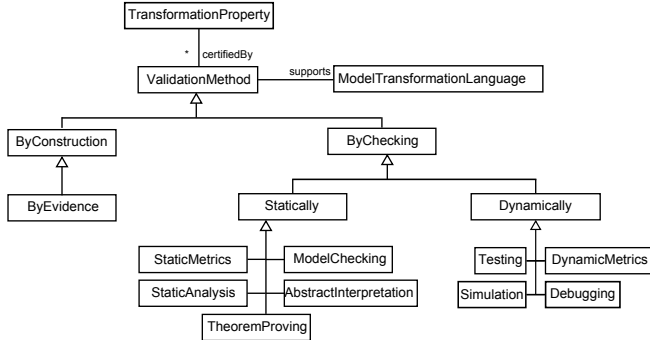 TransformationProperty
* certifiedBy
ValidationMethod
supports
ModelTransformationLanguage
ByConstruction
ByChecking
ByEvidence
Statically
Dynamically
StaticMetrics
ModelChecking
Testing
DynamicMetrics
StaticAnalysis
AbstractInterpretation
Simulation
Debugging
TheoremProving